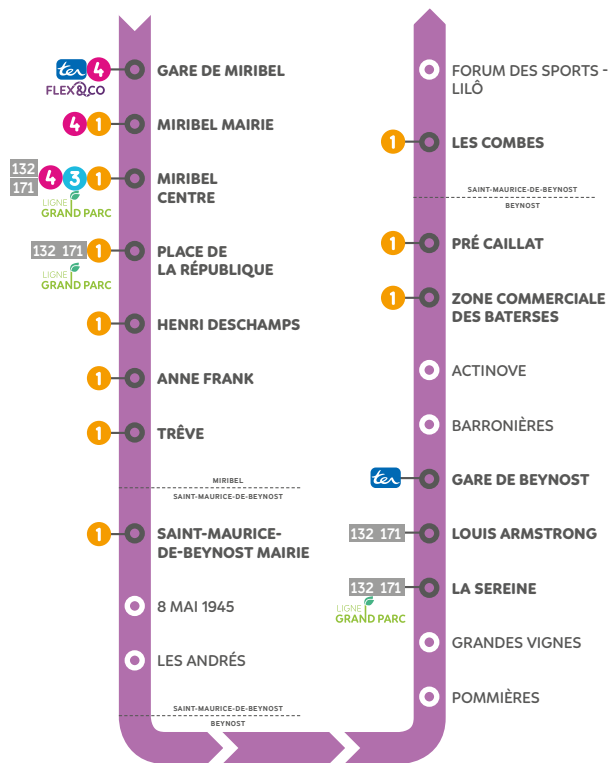 ter 4 GARE DE MIRIBEL
FLEX&CO
4 1 MIRIBEL MAIRIE
132
171 4 3 1 MIRIBEL
CENTRE
LIGNE
GRAND PARC
132 171 1 PLACE DE
LA RÉPUBLIQUE
LIGNE
GRAND PARC
1 HENRI DESCHAMPS
1 ANNE FRANK
1 TRÊVE
MIRIBEL
SAINT-MAURICE-DE-BEYNOST
1 SAINT-MAURICE-
DE-BEYNOST MAIRIE
8 MAI 1945
LES ANDRÉS
SAINT-MAURICE-DE-BEYNOST
BEYNOST
FORUM DES SPORTS -
LILÔ
1 LES COMBES
SAINT-MAURICE-DE-BEYNOST
BEYNOST
1 PRÉ CAILLAT
1 ZONE COMMERCIALE
DES BATERSES
ACTINOVE
BARRONIÈRES
ter GARE DE BEYNOST
132 171 LOUIS ARMSTRONG
132 171 LA SEREINE
LIGNE
GRAND PARC
GRANDES VIGNES
POMMIÈRES